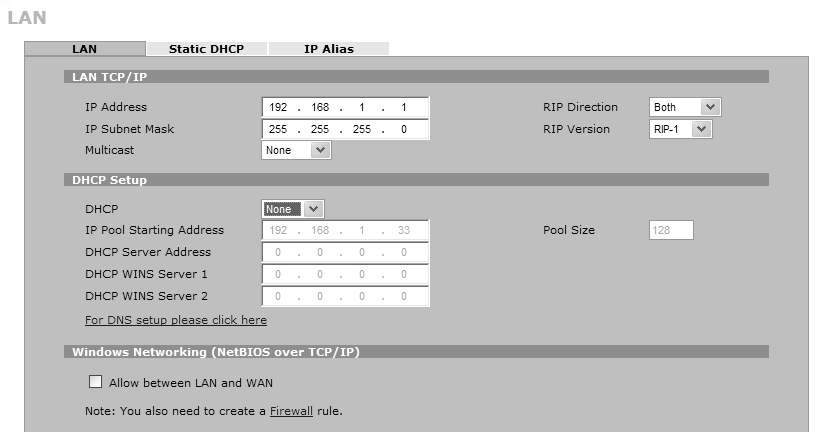 LAN
LAN Static DHCP IP Alias
LAN TCP/IP
IP Address 192 . 168 . 1 . 1 RIP Direction Both
IP Subnet Mask 255 . 255 . 255 . 0 RIP Version RIP-1
Multicast None
DHCP Setup
DHCP None
IP Pool Starting Address 192 . 168 . 1 . 33 Pool Size 128
DHCP Server Address 0 . 0 . 0 . 0
DHCP WINS Server 1 0 . 0 . 0 . 0
DHCP WINS Server 2 0 . 0 . 0 . 0
For DNS setup please click here
Windows Networking (NetBIOS over TCP/IP)
Allow between LAN and WAN
Note: You also need to create a Firewall rule.